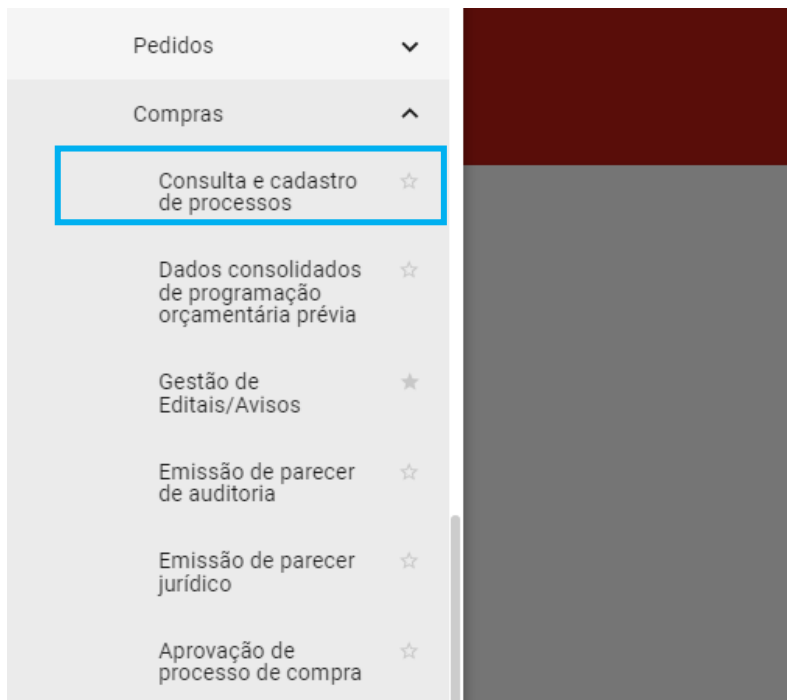 Pedidos
Compras
Consulta e cadastro
de processos
Dados consolidados
de programação
orçamentária prévia
Gestão de
Editais/Avisos
Emissão de parecer
de auditoria
Emissão de parecer
jurídico
Aprovação de
processo de compra